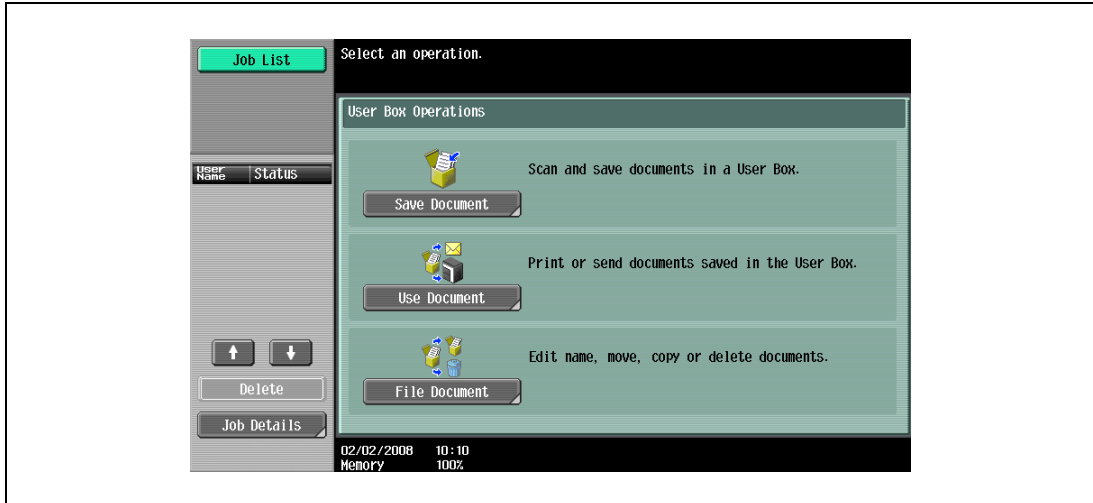 Job List
Select an operation.
User Box Operations
User Name Status
Scan and save documents in a User Box.
Save Document
Print or send documents saved in the User Box.
Use Document
Edit name, move, copy or delete documents.
File Document
Delete
Job Details
02/02/2008 10:10
Memory 100%